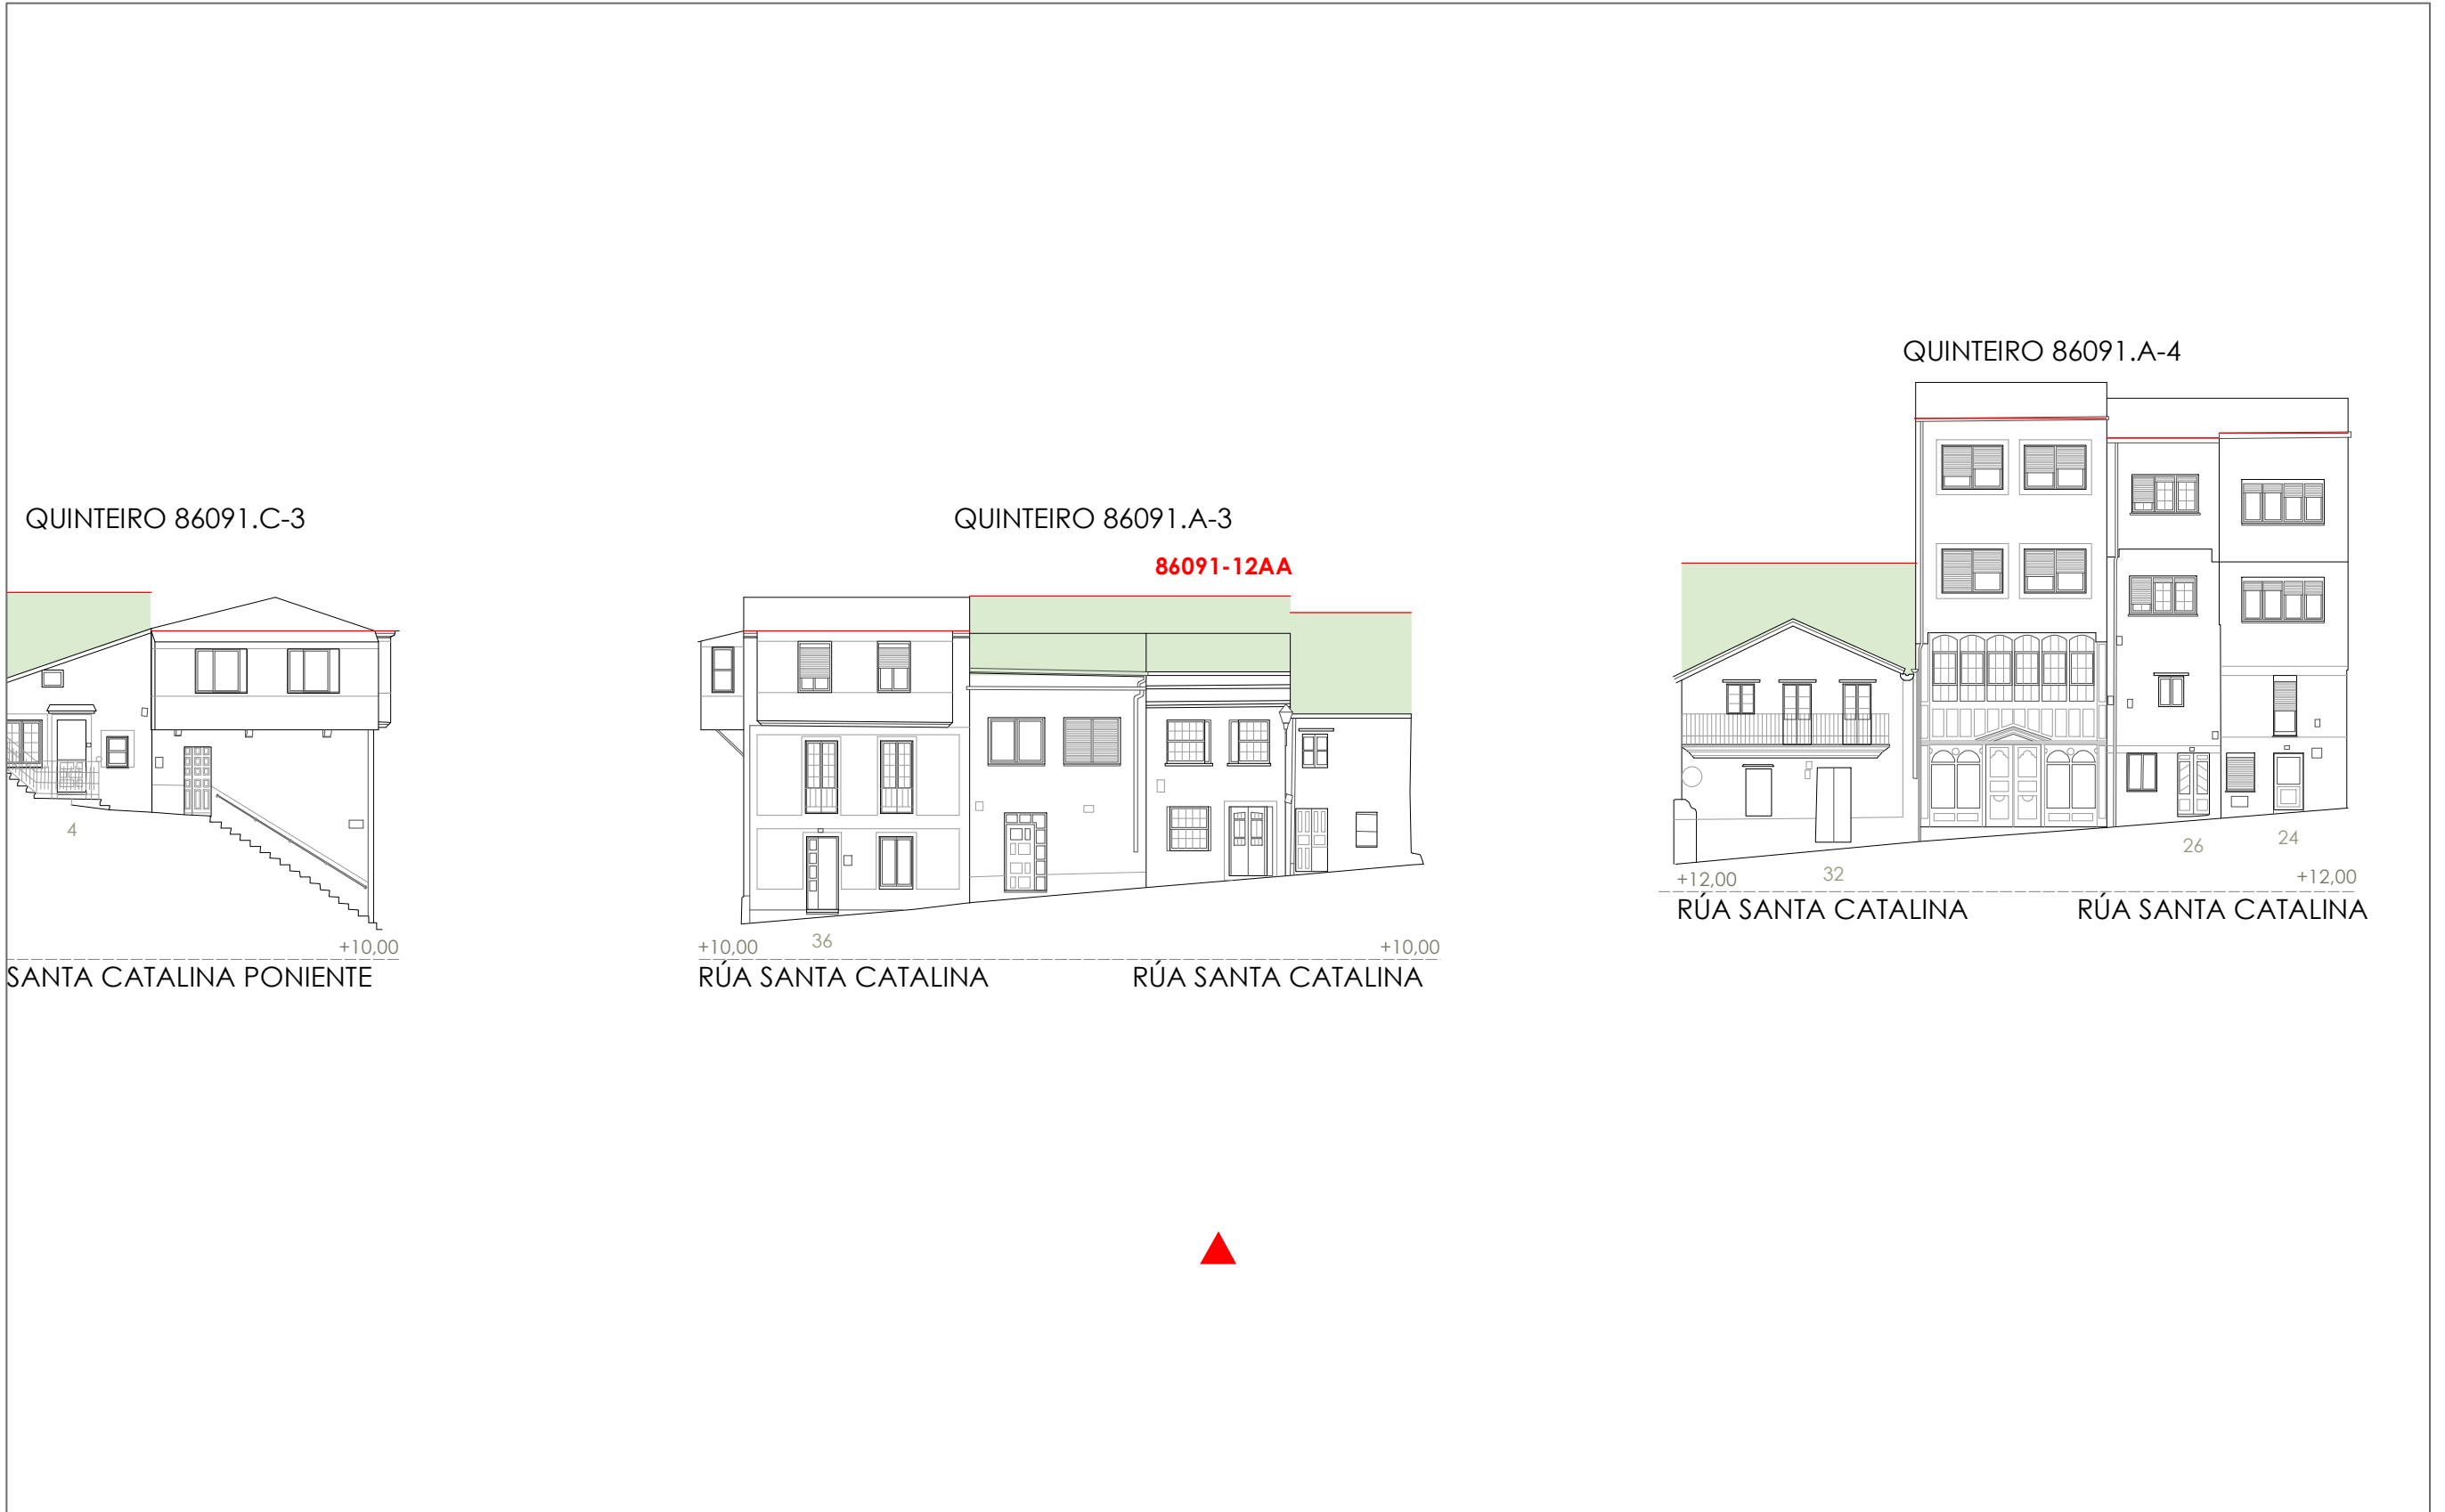 QUINTEIRO 86091.C-3
4
+10,00
SANTA CATALINA PONIENTE
QUINTEIRO 86091.A-3
86091-12AA
36
+10,00
+10,00
RÚA SANTA CATALINA
RÚA SANTA CATALINA
QUINTEIRO 86091.A-4
26
24
32
+12,00
+12,00
RÚA SANTA CATALINA
RÚA SANTA CATALINA